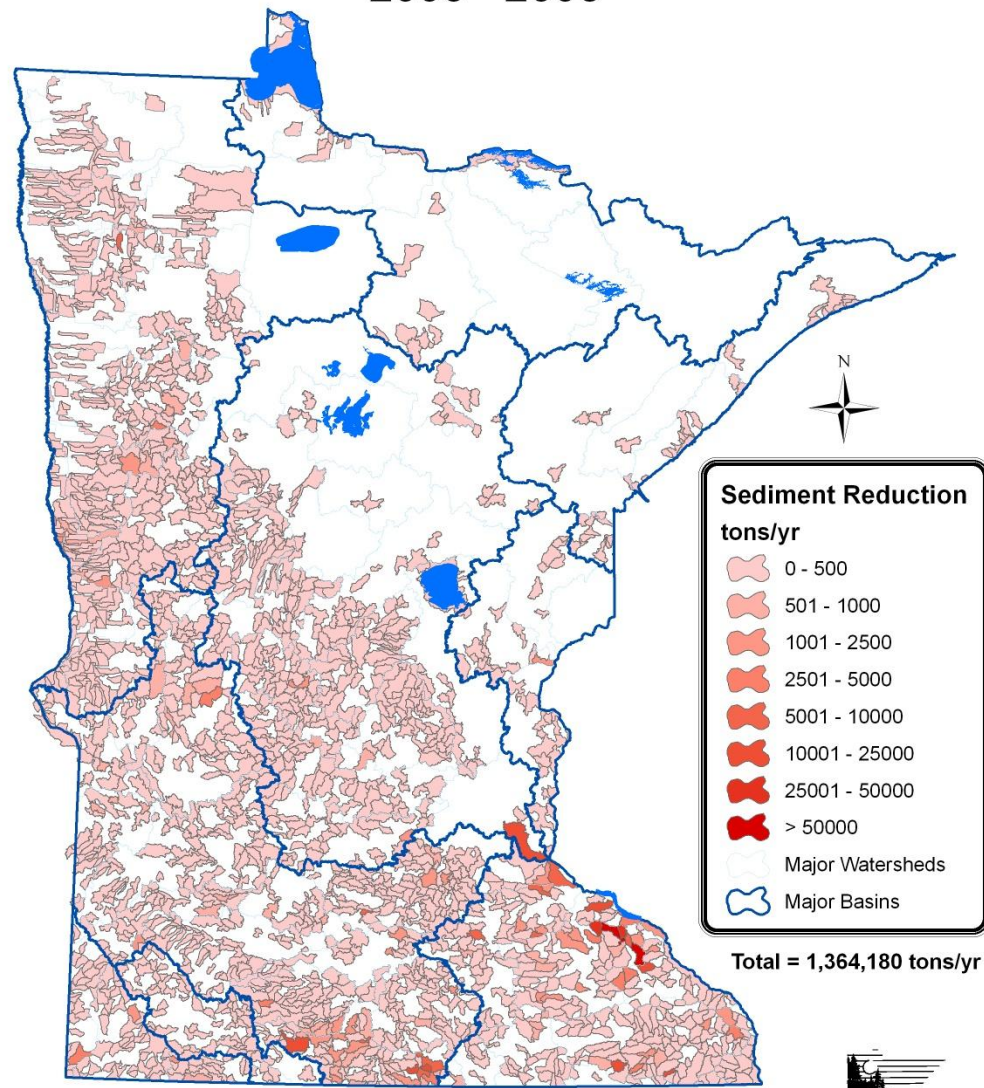 N
Sediment Reduction
tons/yr
0 - 500
501 - 1000
1001 - 2500
2501 - 5000
5001 - 10000
10001 - 25000
25001 - 50000
> 50000
Major Watersheds
Major Basins
Total = 1,364,180 tons/yr